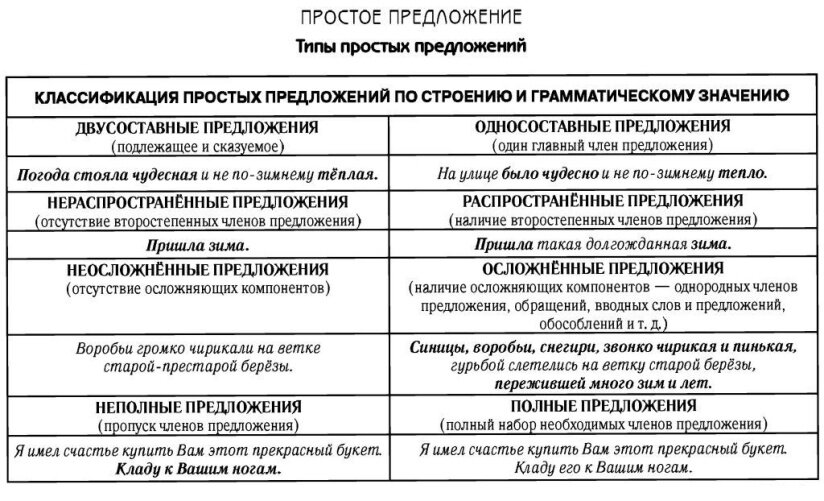 ПРОСТОЕ ПРЕДЛОЖЕНИЕ
Типы простых предложений
КЛАССИФИКАЦИЯ ПРОСТЫХ ПРЕДЛОЖЕНИЙ ПО СТРОЕНИЮ И ГРАММАТИЧЕСКОМУ ЗНАЧЕНИЮ
ДВУСОСТАВНЫЕ ПРЕДЛОЖЕНИЯ
(подлежащее и сказуемое)
ОДНОСОСТАВНЫЕ ПРЕДЛОЖЕНИЯ
(один главный член предложения)
Погода стояла чудесная и не по-зимнему тёплая.
На улице было чудесно и не по-зимнему тепло.
НЕРАСПРОСТРАНЁННЫЕ ПРЕДЛОЖЕНИЯ
(отсутствие второстепенных членов предложения)
РАСПРОСТРАНЁННЫЕ ПРЕДЛОЖЕНИЯ
(наличие второстепенных членов предложения)
Пришла зима.
Пришла такая долгожданная зима.
НЕОСЛОЖНЁННЫЕ ПРЕДЛОЖЕНИЯ
(отсутствие осложняющих компонентов)
ОСЛОЖНЁННЫЕ ПРЕДЛОЖЕНИЯ
(наличие осложняющих компонентов — однородных членов
предложения, обращений, вводных слов и предложений,
обособлений и т. д.)
Воробьи громко чирикали на ветке
старой-престарой берёзы.
Синицы, воробьи, снегири, звонко чирикая и пинькая,
гурьбой слетелись на ветку старой берёзы,
пережившей много зим и лет.
НЕПОЛНЫЕ ПРЕДЛОЖЕНИЯ
(пропуск членов предложения)
ПОЛНЫЕ ПРЕДЛОЖЕНИЯ
(полный набор необходимых членов предложения)
Я имел счастье купить Вам этот прекрасный букет.
Кладу к Вашим ногам.
Я имел счастье купить Вам этот прекрасный букет.
Кладу его к Вашим ногам.